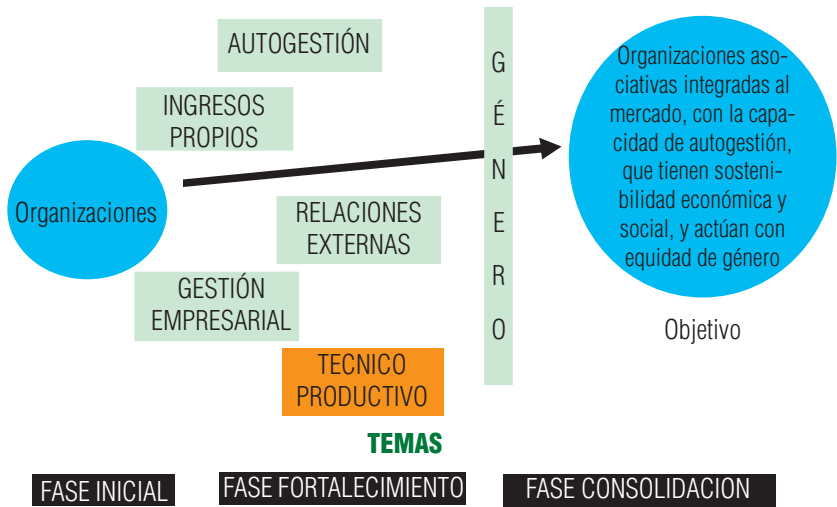 AUTOGESTIÓN
INGRESOS
PROPIOS
Organizaciones
RELACIONES
EXTERNAS
GESTIÓN
EMPRESARIAL
TECNICO
PRODUCTIVO
G
É
N
E
R
O
Organizaciones aso-
ciativas integradas al
mercado, con la capa-
cidad de autogestión,
que tienen sosteni-
bilidad económica y
social, y actúan con
equidad de género
Objetivo
TEMAS
FASE INICIAL
FASE FORTALECIMIENTO
FASE CONSOLIDACION